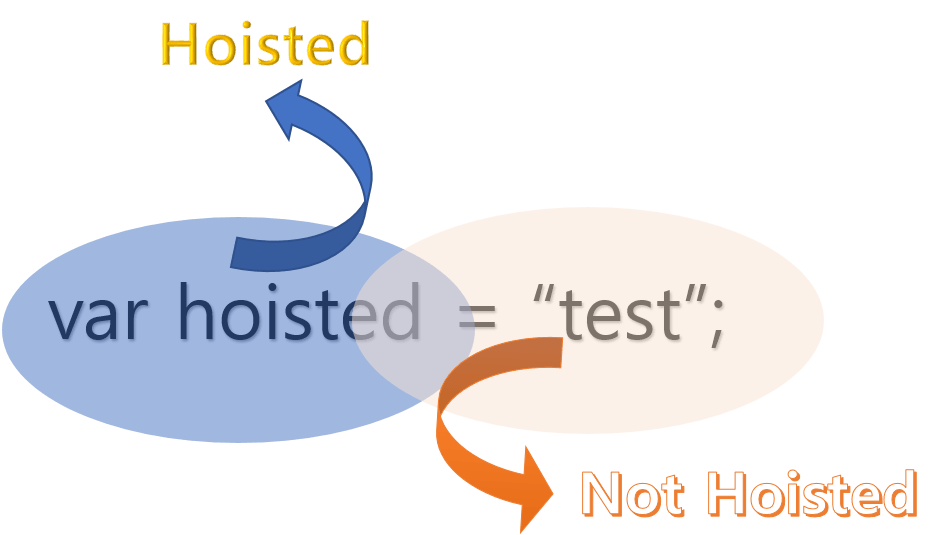 Hoisted
var hoisted = “test”;
Not Hoisted